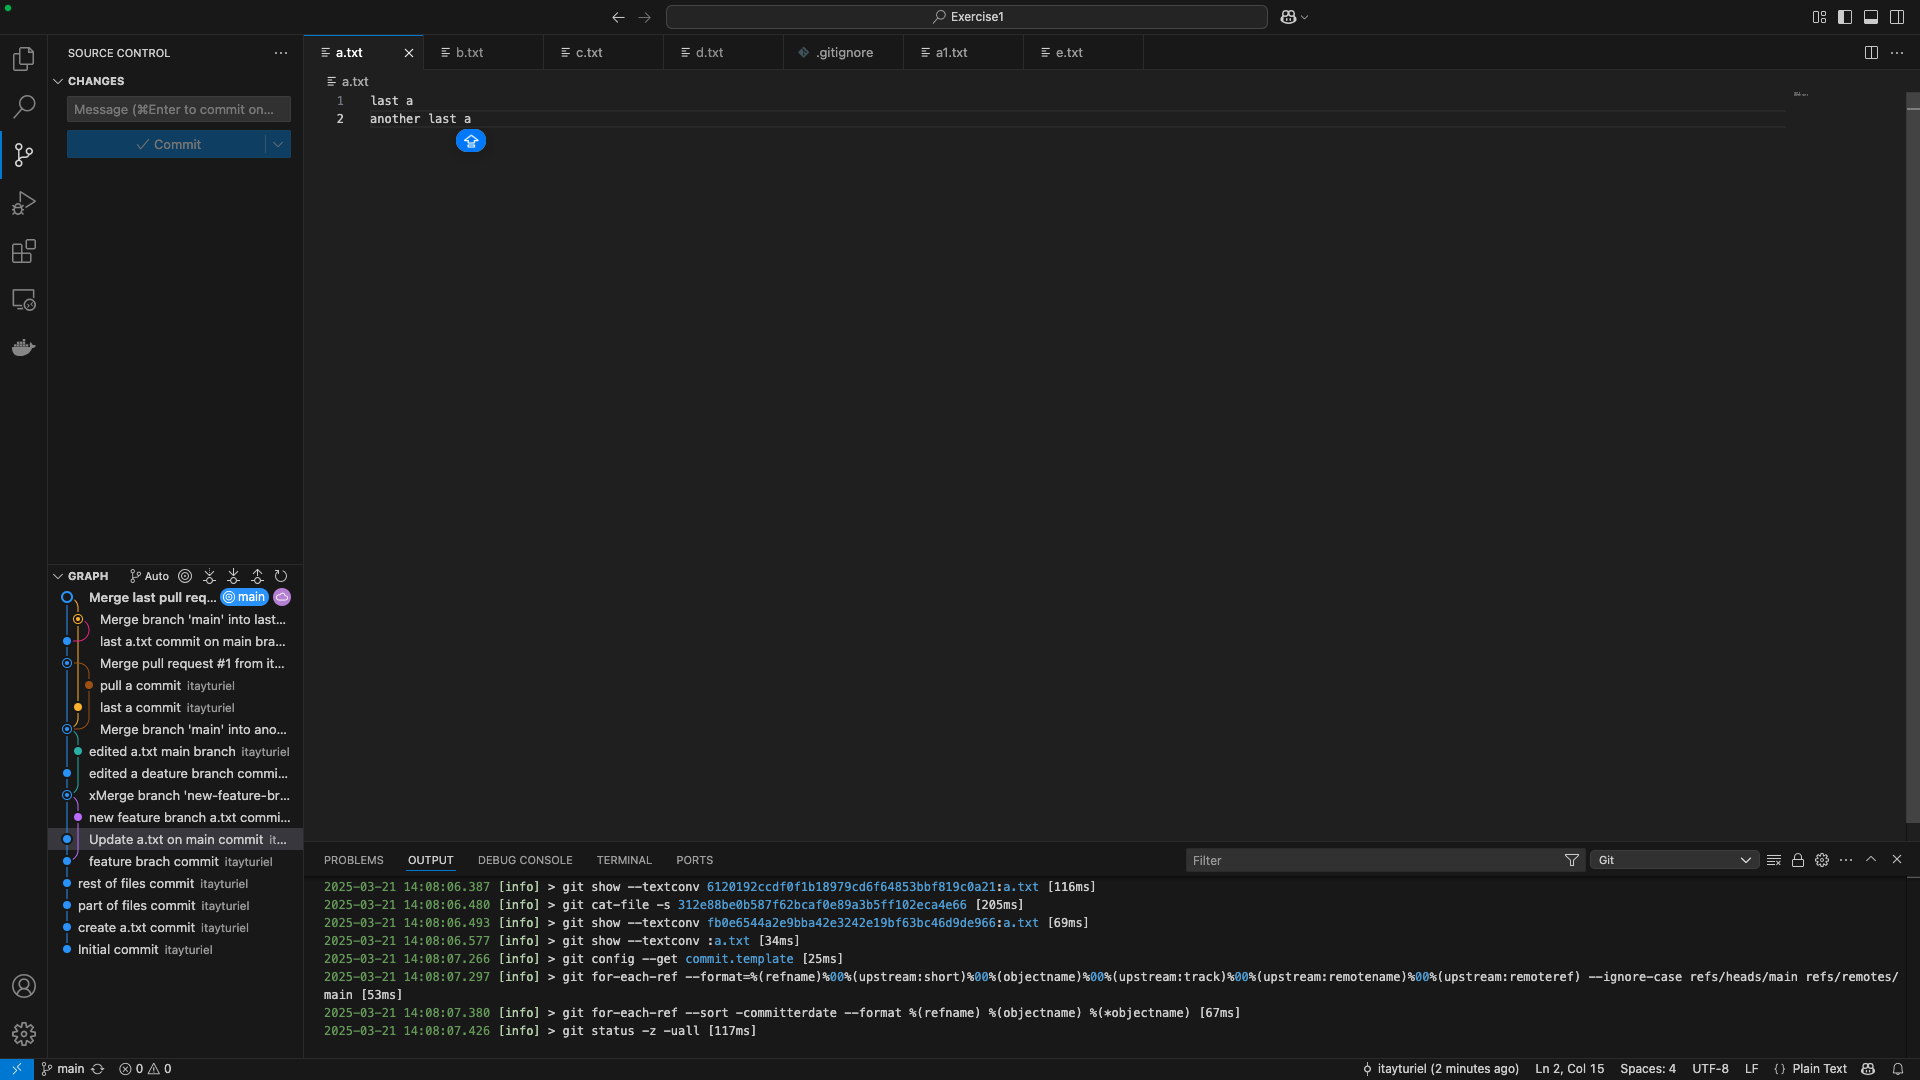 Exercise1
SOURCE CONTROL
CHANGES
Message (⌘Enter to commit on...
Commit
a.txt
b.txt
c.txt
d.txt
.gitignore
a1.txt
e.txt
a.txt
1 last a
2 another last a
GRAPH Auto
Merge last pull req... main
Merge branch 'main' into last...
last a.txt commit on main bra...
Merge pull request #1 from it...
pull a commit itayturiel
last a commit itayturiel
Merge branch 'main' into ano...
edited a.txt main branch itayturiel
edited a deature branch commi...
xMerge branch 'new-feature-br...
new feature branch a.txt commi...
Update a.txt on main commit it...
feature brach commit itayturiel
rest of files commit itayturiel
part of files commit itayturiel
create a.txt commit itayturiel
Initial commit itayturiel
PROBLEMS OUTPUT DEBUG CONSOLE TERMINAL PORTS
Filter
Git
2025-03-21 14:08:06.387 [info] > git show --textconv 6120192ccdf0f1b18979cd6f64853bbf819c0a21:a.txt [116ms]
2025-03-21 14:08:06.480 [info] > git cat-file -s 312e88be0b587f62bcaf0e89a3b5ff102eca4e66 [205ms]
2025-03-21 14:08:06.493 [info] > git show --textconv fb0e6544a2e9bba42e3242e19bf63bc46d9de966:a.txt [69ms]
2025-03-21 14:08:06.577 [info] > git show --textconv :a.txt [34ms]
2025-03-21 14:08:07.266 [info] > git config --get commit.template [25ms]
2025-03-21 14:08:07.297 [info] > git for-each-ref --format=%(refname)%00%(upstream:short)%00%(objectname)%00%(upstream:track)%00%(upstream:remotename)%00%(upstream:remoteref) --ignore-case refs/heads/main refs/remotes/
main [53ms]
2025-03-21 14:08:07.380 [info] > git for-each-ref --sort -committerdate --format %(refname) %(objectname) %(*objectname) [67ms]
2025-03-21 14:08:07.426 [info] > git status -z -uall [117ms]
main 0 0 itayturiel (2 minutes ago) Ln 2, Col 15 Spaces: 4 UTF-8 LF {} Plain Text